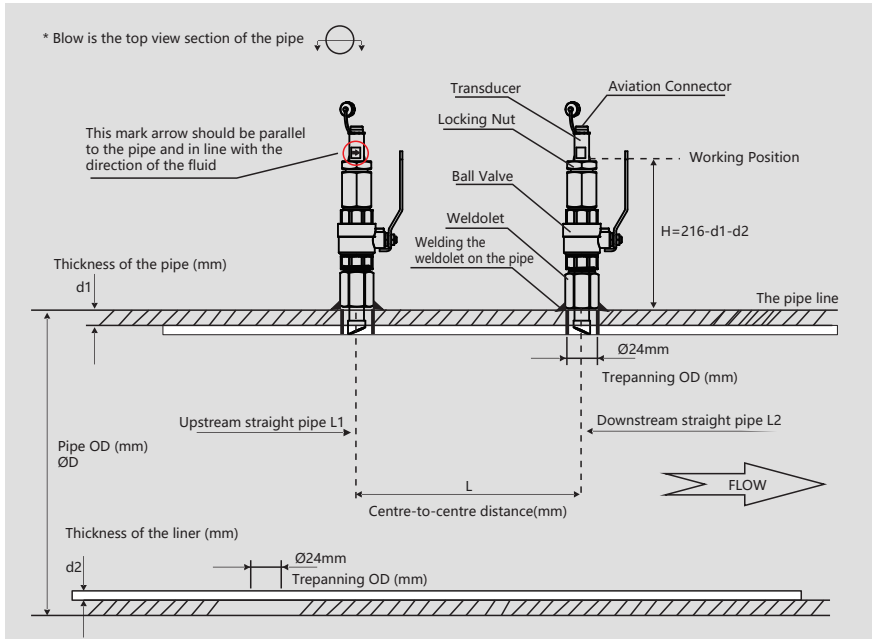 * Blow is the top view section of the pipe
This mark arrow should be parallel
to the pipe and in line with the
direction of the fluid
Transducer
Aviation Connector
Locking Nut
Working Position
Ball Valve
Weldolet
H=216-d1-d2
Welding the
weldolet on the pipe
Thickness of the pipe (mm)
d1
The pipe line
Ø24mm
Trepanning OD (mm)
Upstream straight pipe L1
Downstream straight pipe L2
Pipe OD (mm)
ØD
L
FLOW
Centre-to-centre distance(mm)
Thickness of the liner (mm)
d2
Ø24mm
Trepanning OD (mm)